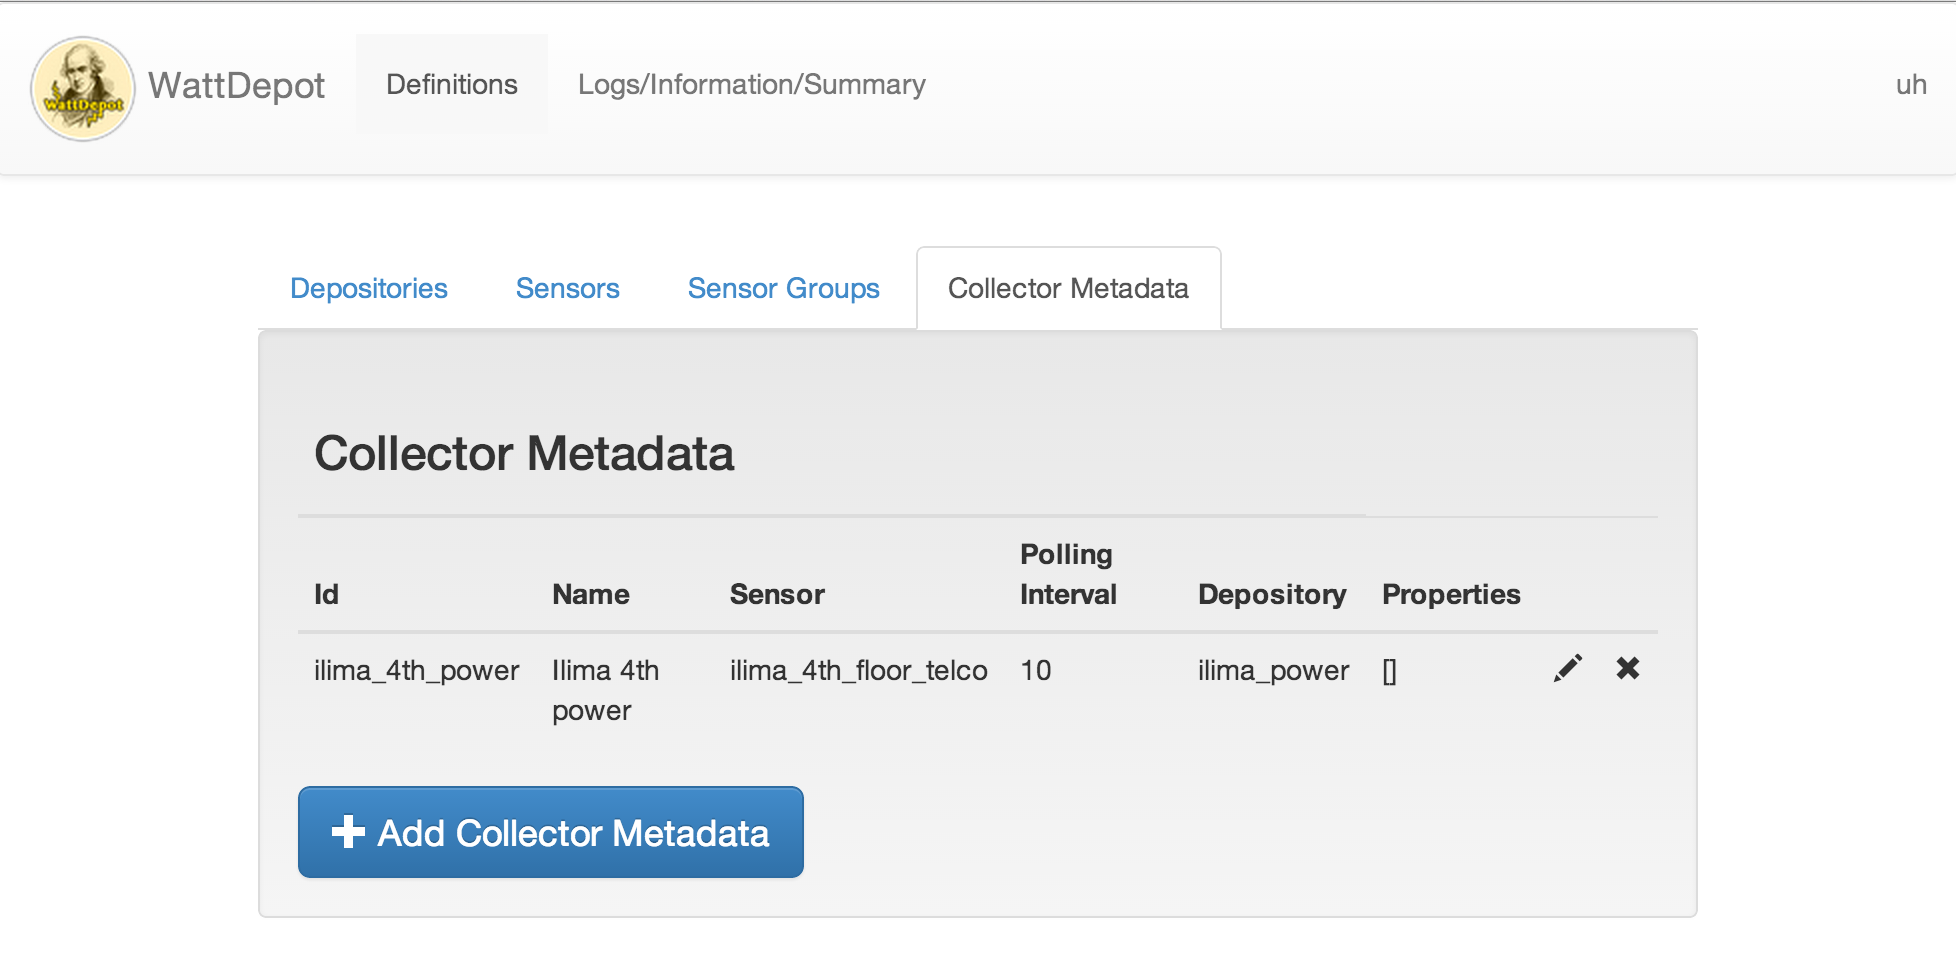 WattDepot
WattDepot
Definitions
Logs/Information/Summary
uh
Depositories
Sensors
Sensor Groups
Collector Metadata
Collector Metadata
Id
Name
Sensor
Polling
Interval
Depository
Properties
ilima_4th_power
Ilima 4th
power
ilima_4th_floor_telco
10
ilima_power
[]
Add Collector Metadata